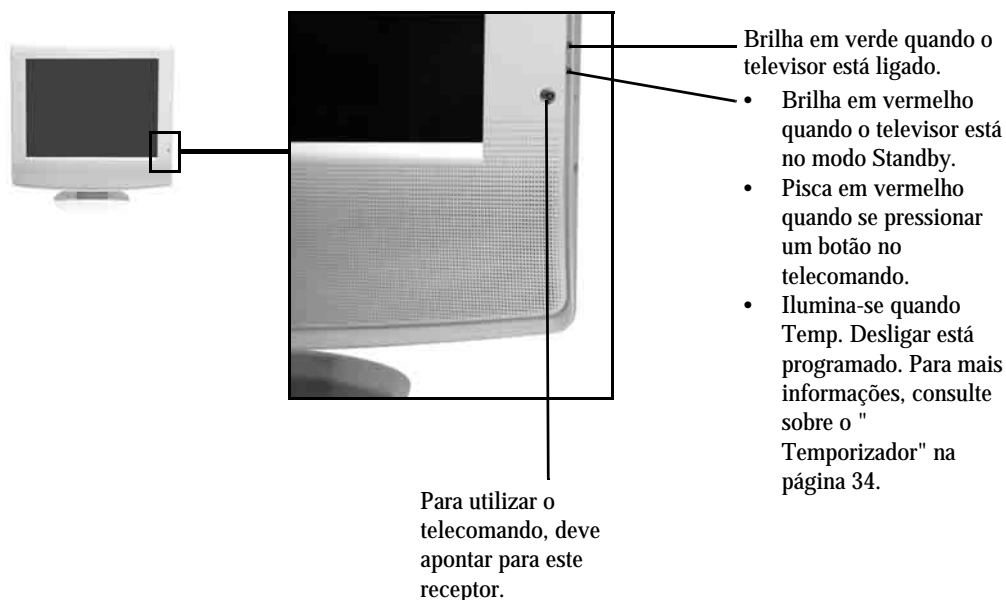 Brilha em verde quando o
televisor está ligado.
• Brilha em vermelho
quando o televisor está
no modo Standby.
• Pisca em vermelho
quando se pressionar
um botão no
telecomando.
• Ilumina-se quando
Temp. Desligar está
programado. Para mais
informações, consulte
sobre o "
Temporizador" na
página 34.
Para utilizar o
telecomando, deve
apontar para este
receptor.